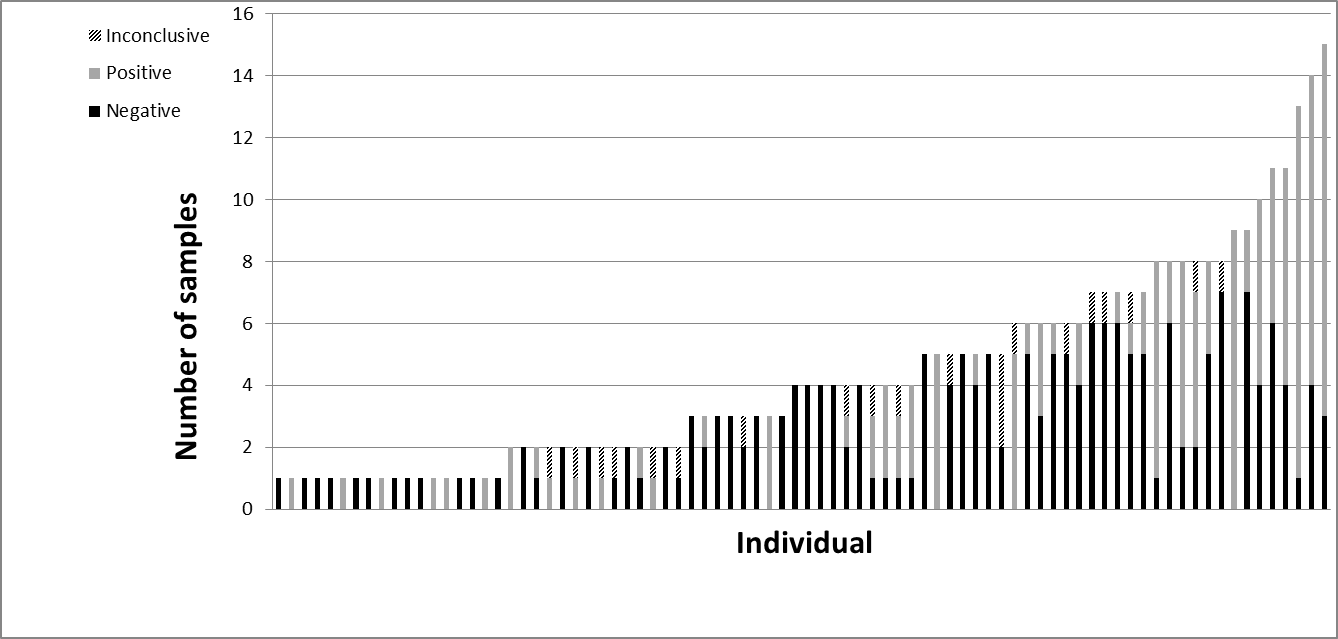 Inconclusive
Positive
Negative
Number of samples
16
14
12
10
8
6
4
2
0
Individual